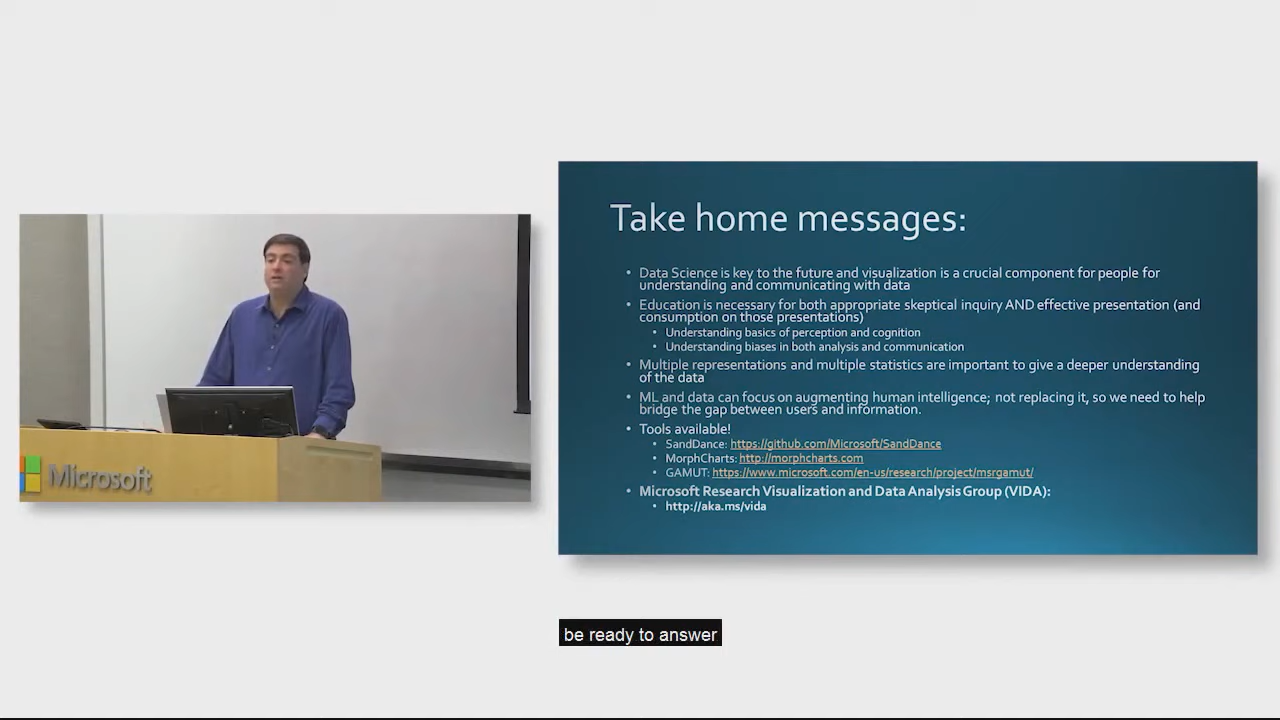 Microsoft
Take home messages:
• Data Science is key to the future and visualization is a crucial component for people for
understanding and communicating with data
• Education is necessary for both appropriate skeptical inquiry AND effective presentation (and
consumption on those presentations)
• Understanding basics of perception and cognition
• Understanding biases in both analysis and communication
• Multiple representations and multiple statistics are important to give a deeper understanding
of the data
• ML and data can focus on augmenting human intelligence; not replacing it, so we need to help
bridge the gap between users and information.
• Tools available!
• SandDance: https://github.com/Microsoft/SandDance
• MorphCharts: http://morphcharts.com
• GAMUT: https://www.microsoft.com/en-us/research/project/msrgamut/
• Microsoft Research Visualization and Data Analysis Group (VIDA):
• http://aka.ms/vida
be ready to answer